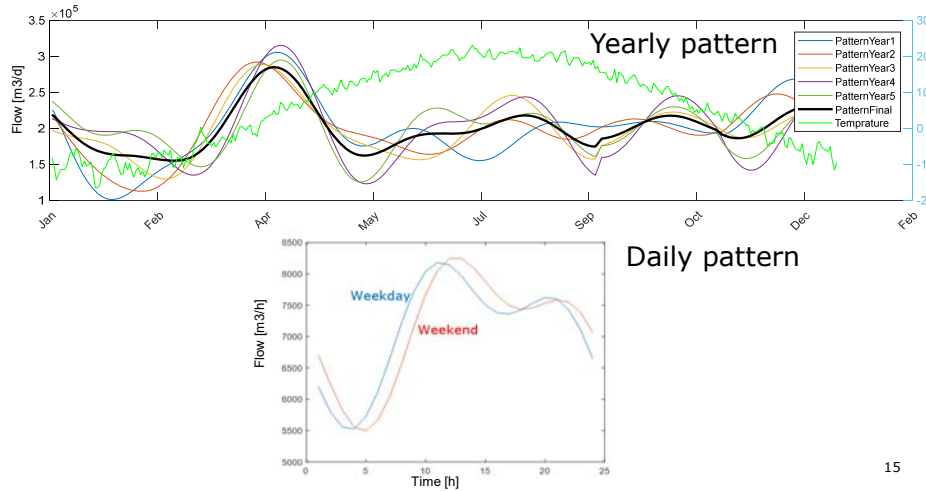 ×10⁵
Yearly pattern
3.5
3
2.5
2
1.5
1
Flow [m3/d]
30
20
10
0
-10
-20
PatternYear1
PatternYear2
PatternYear3
PatternYear4
PatternYear5
PatternFinal
Temprature
Jan
Feb
Apr
May
Jul
Sep
Oct
Dec
Feb
Daily pattern
8500
8000
7500
7000
6500
6000
5500
5000
Flow [m3/h]
Weekday
Weekend
0
5
10
15
20
25
Time [h]
15